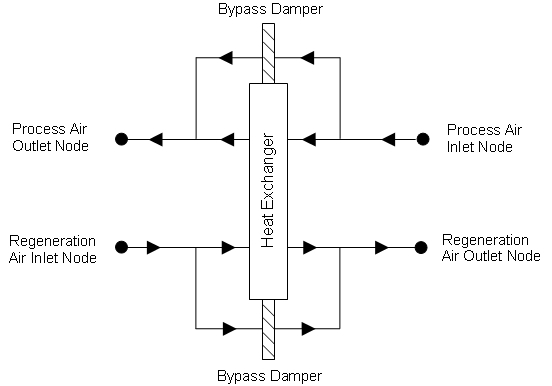 Bypass Damper
Process Air
Outlet Node
Process Air
Inlet Node
Heat Exchanger
Regeneration
Air Inlet Node
Regeneration
Air Outlet Node
Bypass Damper